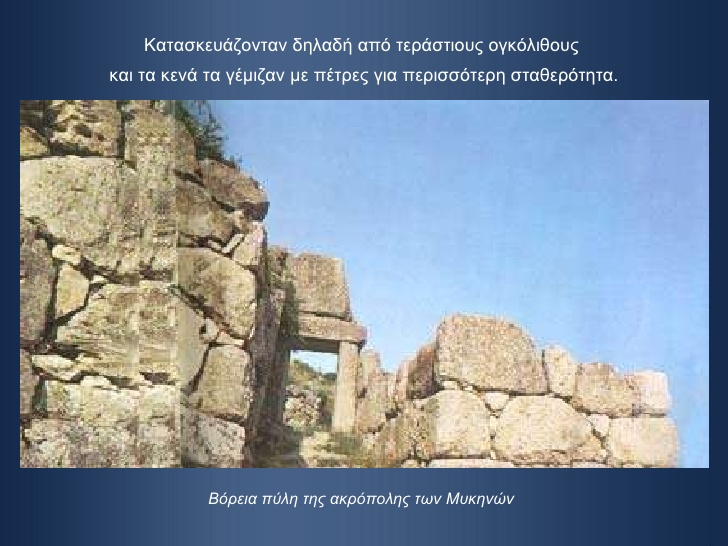 Κατασκευάζονταν δηλαδή από τεράστιους ογκόλιθους
και τα κενά τα γέμιζαν με πέτρες για περισσότερη σταθερότητα.
Βόρεια πύλη της ακρόπολης των Μυκηνών